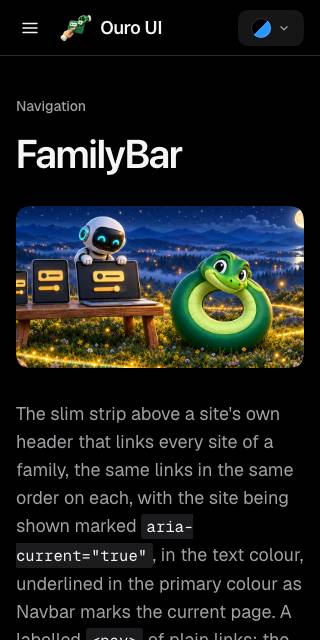 Ouro UI
Navigation
FamilyBar
The slim strip above a site's own
header that links every site of a
family, the same links in the same
order on each, with the site being
shown marked aria-
current="true", in the text colour,
underlined in the primary colour as
Navbar marks the current page. A
labelled <nav> of plain links: the